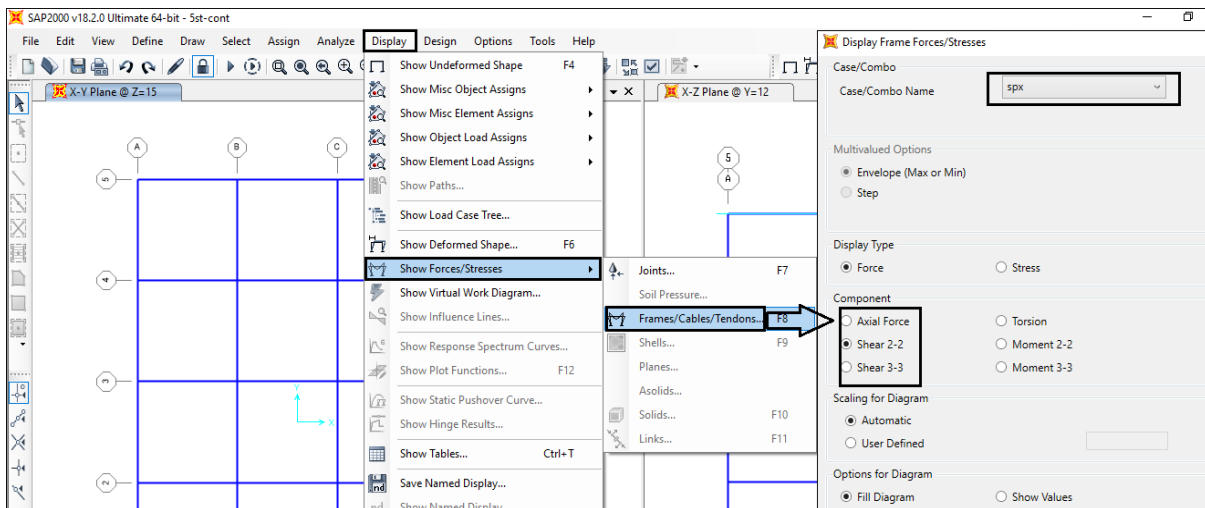 SAP2000 v18.2.0 Ultimate 64-bit - 5st-cont
File Edit View Define Draw Select Assign Analyze Display Design Options Tools Help
X-Y Plane @ Z=15
A
B
C
5
4
3
2
Y
X
Show Undeformed Shape F4
Show Misc Object Assigns
Show Misc Element Assigns
Show Object Load Assigns
Show Element Load Assigns
Show Paths...
Show Load Case Tree...
Show Deformed Shape... F6
Show Forces/Stresses
Show Virtual Work Diagram...
Show Influence Lines...
Show Response Spectrum Curves...
Show Plot Functions... F12
Show Static Pushover Curve...
Show Hinge Results...
Show Tables... Ctrl+T
Save Named Display...
Show Named Display
Joints... F7
Soil Pressure...
Frames/Cables/Tendons... F8
Shells... F9
Planes...
Asolids...
Solids... F10
Links... F11
X-Z Plane @ Y=12
5
A
Display Frame Forces/Stresses
Case/Combo
Case/Combo Name spx
Multivalued Options
Envelope (Max or Min)
Step
Display Type
Force Stress
Component
Axial Force Torsion
Shear 2-2 Moment 2-2
Shear 3-3 Moment 3-3
Scaling for Diagram
Automatic
User Defined
Options for Diagram
Fill Diagram Show Values